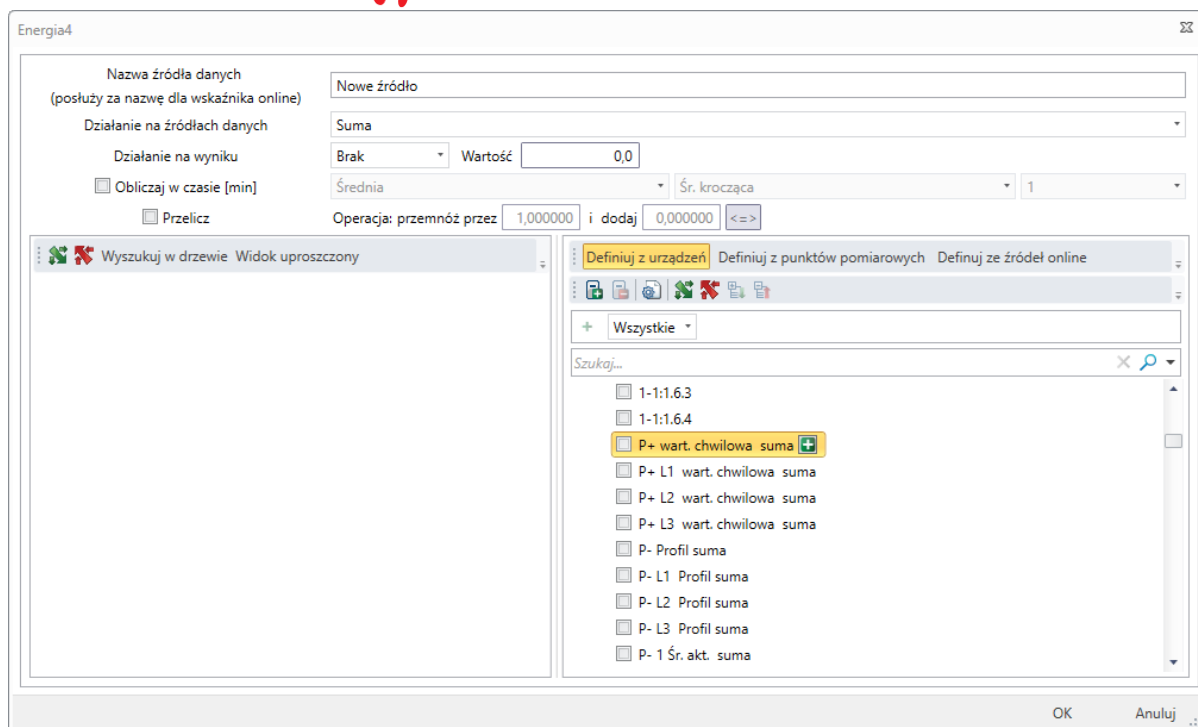 Energia4
Nazwa źródła danych
(posłuży za nazwę dla wskaźnika online)
Nowe źródło
Działanie na źródłach danych
Suma
Działanie na wyniku
Brak
Wartość
0,0
Obliczaj w czasie [min]
Średnia
Śr. krocząca
1
Przelicz
Operacja: przemnóż przez
1,000000
i dodaj
0,000000
<=>
Wyszukuj w drzewie Widok uproszczony
Definiuj z urządzeń Definiuj z punktów pomiarowych Definuj ze źródeł online
+ Wszystkie
Szukaj...
1-1:1.6.3
1-1:1.6.4
P+ wart. chwilowa suma
P+ L1 wart. chwilowa suma
P+ L2 wart. chwilowa suma
P+ L3 wart. chwilowa suma
P- Profil suma
P- L1 Profil suma
P- L2 Profil suma
P- L3 Profil suma
P- 1 Śr. akt. suma
OK Anuluj